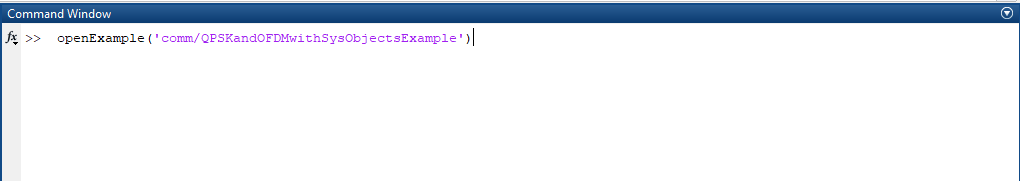 Command Window
fx >> openExample('comm/QPSKandOFDMwithSysObjectsExample')